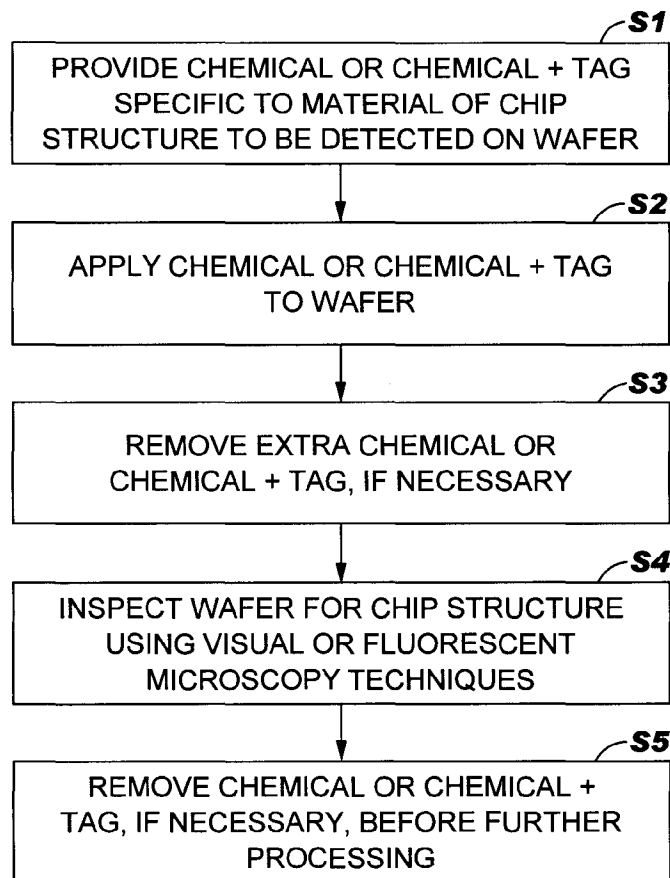 S1
PROVIDE CHEMICAL OR CHEMICAL + TAG
SPECIFIC TO MATERIAL OF CHIP
STRUCTURE TO BE DETECTED ON WAFER
S2
APPLY CHEMICAL OR CHEMICAL + TAG
TO WAFER
S3
REMOVE EXTRA CHEMICAL OR
CHEMICAL + TAG, IF NECESSARY
S4
INSPECT WAFER FOR CHIP STRUCTURE
USING VISUAL OR FLUORESCENT
MICROSCOPY TECHNIQUES
S5
REMOVE CHEMICAL OR CHEMICAL +
TAG, IF NECESSARY, BEFORE FURTHER
PROCESSING